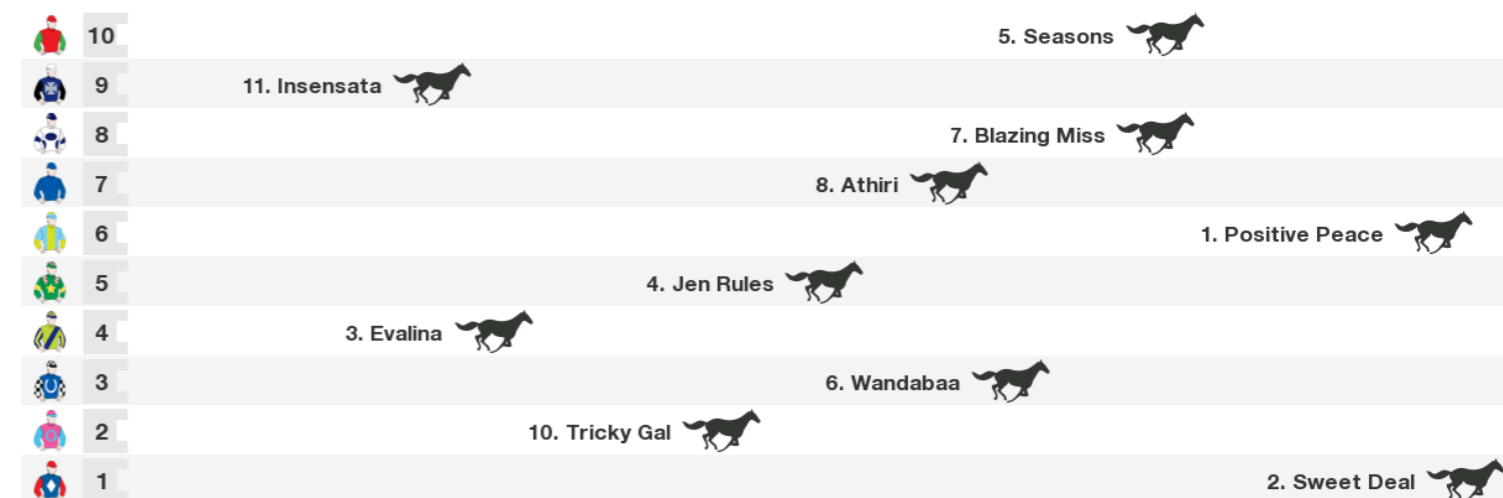 10 5. Seasons
9 11. Insensata
8 7. Blazing Miss
7 8. Athiri
6 1. Positive Peace
5 4. Jen Rules
4 3. Evalina
3 6. Wandabaa
2 10. Tricky Gal
1 2. Sweet Deal